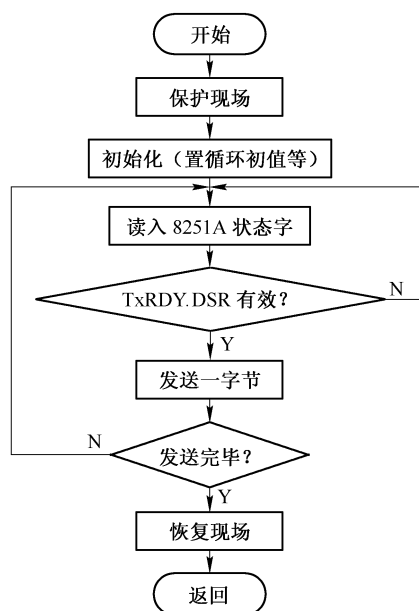 开始
保护现场
初始化（置循环初值等）
读入 8251A 状态字
TxRDY.DSR 有效？
N
Y
发送一字节
N
发送完毕？
Y
恢复现场
返回